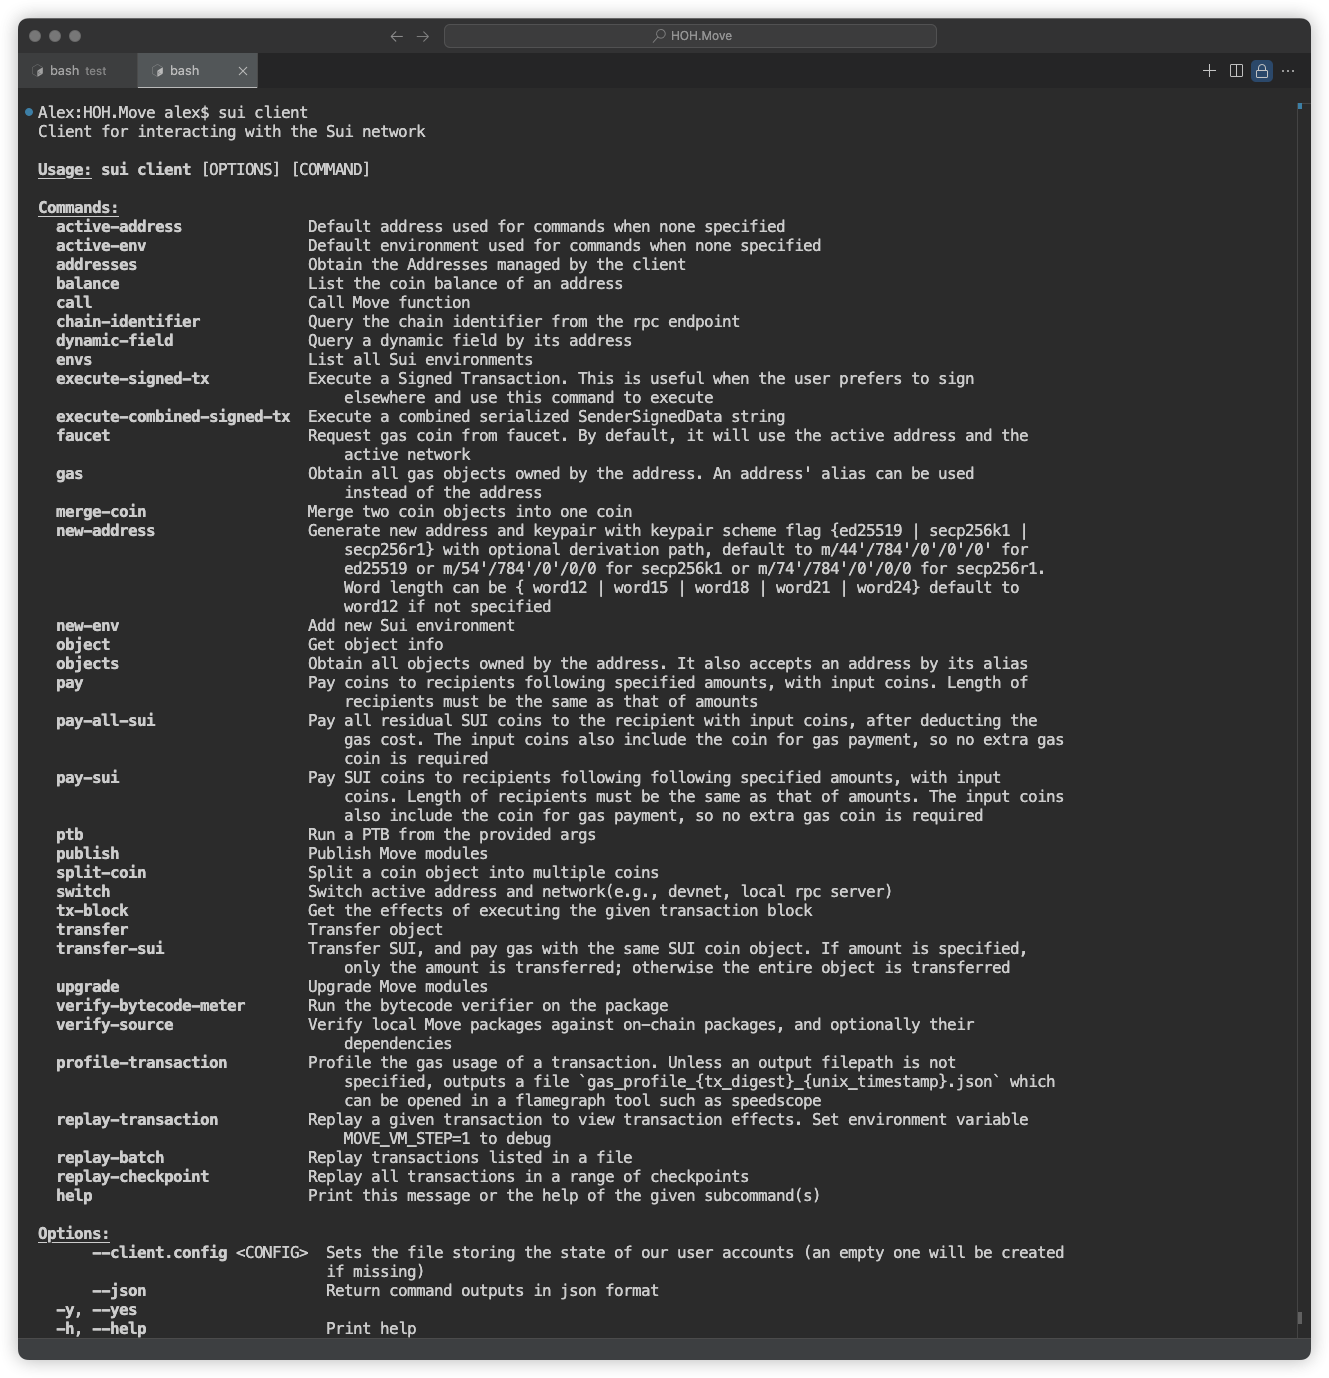 HOH.Move
bash test
bash
Alex:HOH.Move alex$ sui client
Client for interacting with the Sui network
Usage: sui client [OPTIONS] [COMMAND]
Commands:
active-address Default address used for commands when none specified
active-env Default environment used for commands when none specified
addresses Obtain the Addresses managed by the client
balance List the coin balance of an address
call Call Move function
chain-identifier Query the chain identifier from the rpc endpoint
dynamic-field Query a dynamic field by its address
envs List all Sui environments
execute-signed-tx Execute a Signed Transaction. This is useful when the user prefers to sign
elsewhere and use this command to execute
execute-combined-signed-tx Execute a combined serialized SenderSignedData string
faucet Request gas coin from faucet. By default, it will use the active address and the
active network
gas Obtain all gas objects owned by the address. An address' alias can be used
instead of the address
merge-coin Merge two coin objects into one coin
new-address Generate new address and keypair with keypair scheme flag {ed25519 | secp256k1 |
secp256r1} with optional derivation path, default to m/44'/784'/0'/0'/0' for
ed25519 or m/54'/784'/0'/0/0 for secp256k1 or m/74'/784'/0'/0/0 for secp256r1.
Word length can be { word12 | word15 | word18 | word21 | word24} default to
word12 if not specified
new-env Add new Sui environment
object Get object info
objects Obtain all objects owned by the address. It also accepts an address by its alias
pay Pay coins to recipients following specified amounts, with input coins. Length of
recipients must be the same as that of amounts
pay-all-sui Pay all residual SUI coins to the recipient with input coins, after deducting the
gas cost. The input coins also include the coin for gas payment, so no extra gas
coin is required
pay-sui Pay SUI coins to recipients following following specified amounts, with input
coins. Length of recipients must be the same as that of amounts. The input coins
also include the coin for gas payment, so no extra gas coin is required
ptb Run a PTB from the provided args
publish Publish Move modules
split-coin Split a coin object into multiple coins
switch Switch active address and network(e.g., devnet, local rpc server)
tx-block Get the effects of executing the given transaction block
transfer Transfer object
transfer-sui Transfer SUI, and pay gas with the same SUI coin object. If amount is specified,
only the amount is transferred; otherwise the entire object is transferred
upgrade Upgrade Move modules
verify-bytecode-meter Run the bytecode verifier on the package
verify-source Verify local Move packages against on-chain packages, and optionally their
dependencies
profile-transaction Profile the gas usage of a transaction. Unless an output filepath is not
specified, outputs a file `gas_profile_{tx_digest}_{unix_timestamp}.json` which
can be opened in a flamegraph tool such as speedscope
replay-transaction Replay a given transaction to view transaction effects. Set environment variable
MOVE_VM_STEP=1 to debug
replay-batch Replay transactions listed in a file
replay-checkpoint Replay all transactions in a range of checkpoints
help Print this message or the help of the given subcommand(s)
Options:
--client.config <CONFIG> Sets the file storing the state of our user accounts (an empty one will be created
if missing)
--json Return command outputs in json format
-y, --yes
-h, --help Print help